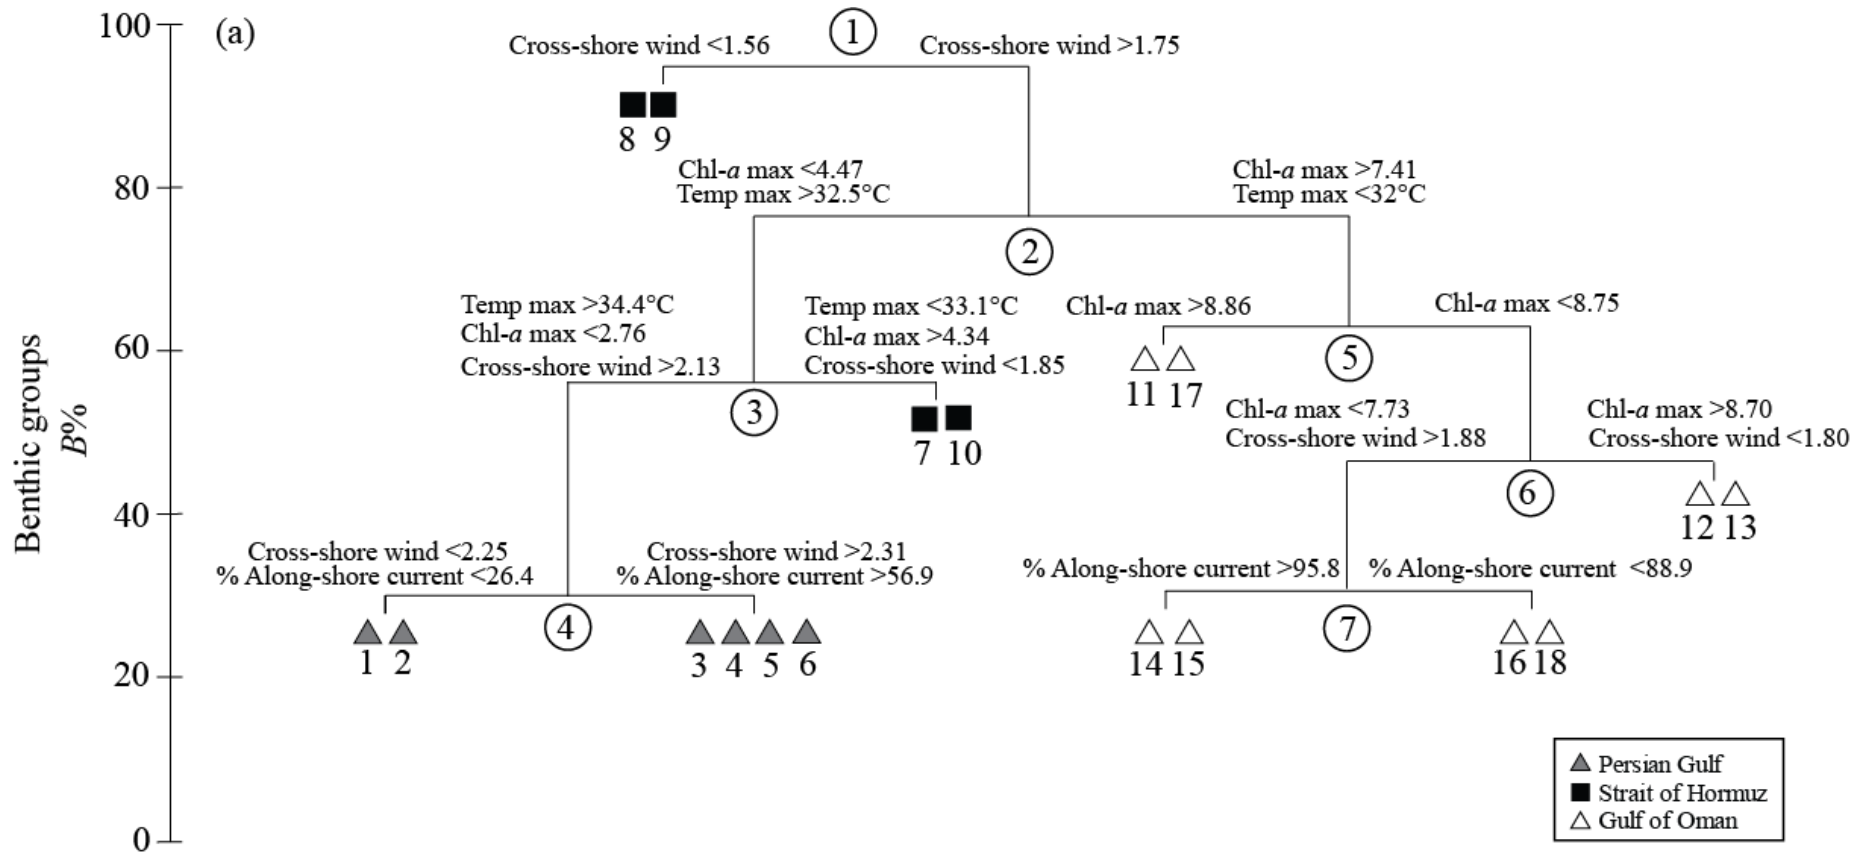 100
(a)
1
Cross-shore wind <1.56
Cross-shore wind >1.75
8 9
Chl-a max <4.47
Temp max >32.5°C
Chl-a max >7.41
Temp max <32°C
80
2
Temp max >34.4°C
Chl-a max <2.76
Cross-shore wind >2.13
Temp max <33.1°C
Chl-a max >4.34
Cross-shore wind <1.85
Chl-a max >8.86
Chl-a max <8.75
60
3
7 10
11 17
5
Chl-a max <7.73
Cross-shore wind >1.88
Chl-a max >8.70
Cross-shore wind <1.80
Benthic groups
B%
6
12 13
40
Cross-shore wind <2.25
% Along-shore current <26.4
Cross-shore wind >2.31
% Along-shore current >56.9
% Along-shore current >95.8
% Along-shore current <88.9
4
1 2
3 4 5 6
7
14 15
16 18
20
Persian Gulf
Strait of Hormuz
Gulf of Oman
0